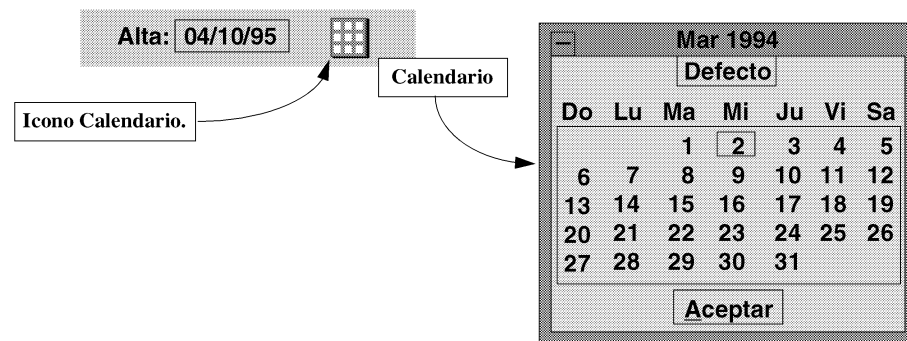 Alta: 04/10/95
Icono Calendario.
Calendario
Mar 1994
Defecto
Do Lu Ma Mi Ju Vi Sa
1 2 3 4 5
6 7 8 9 10 11 12
13 14 15 16 17 18 19
20 21 22 23 24 25 26
27 28 29 30 31
Aceptar